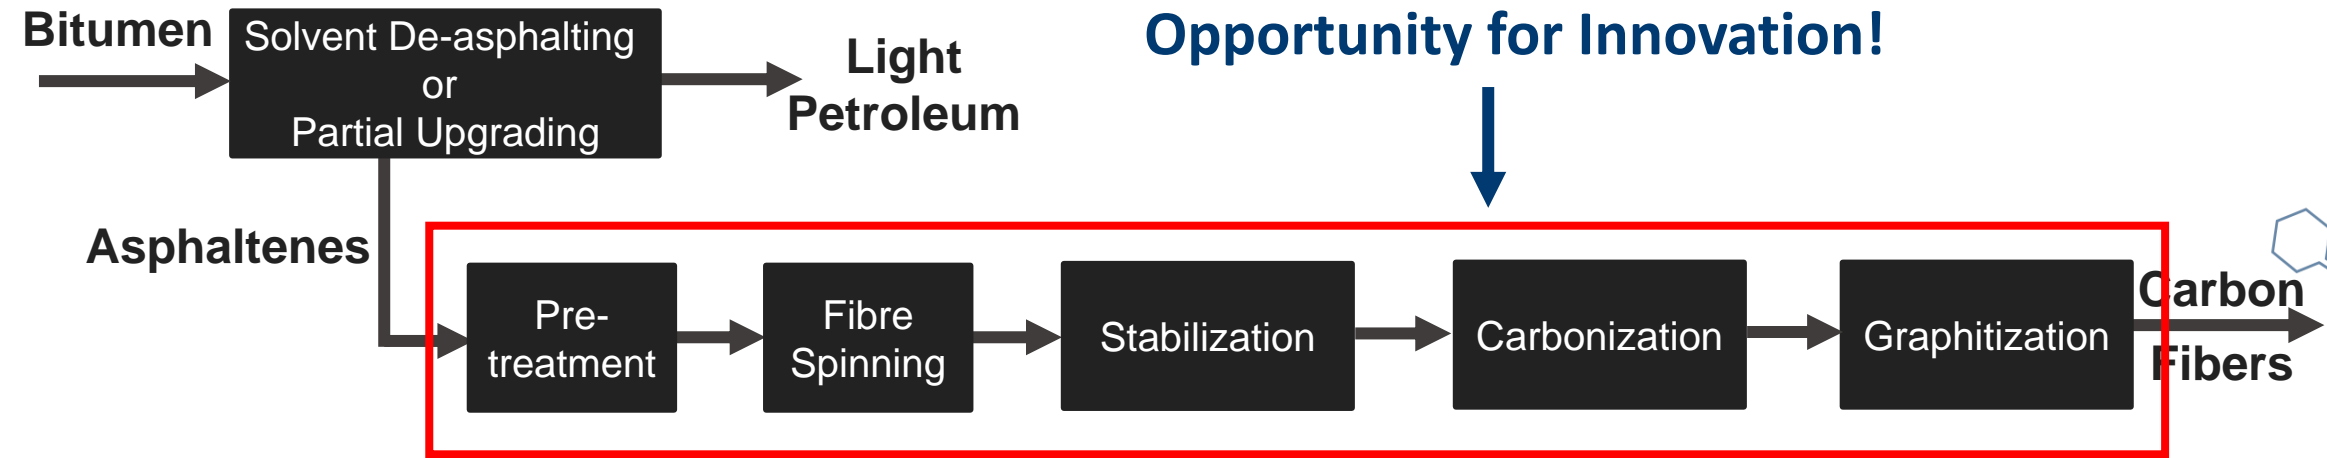 Bitumen
Solvent De-asphalting
or
Partial Upgrading
Light
Petroleum
Opportunity for Innovation!
Asphaltenes
Pre-
treatment
Fibre
Spinning
Stabilization
Carbonization
Graphitization
Carbon
Fibers